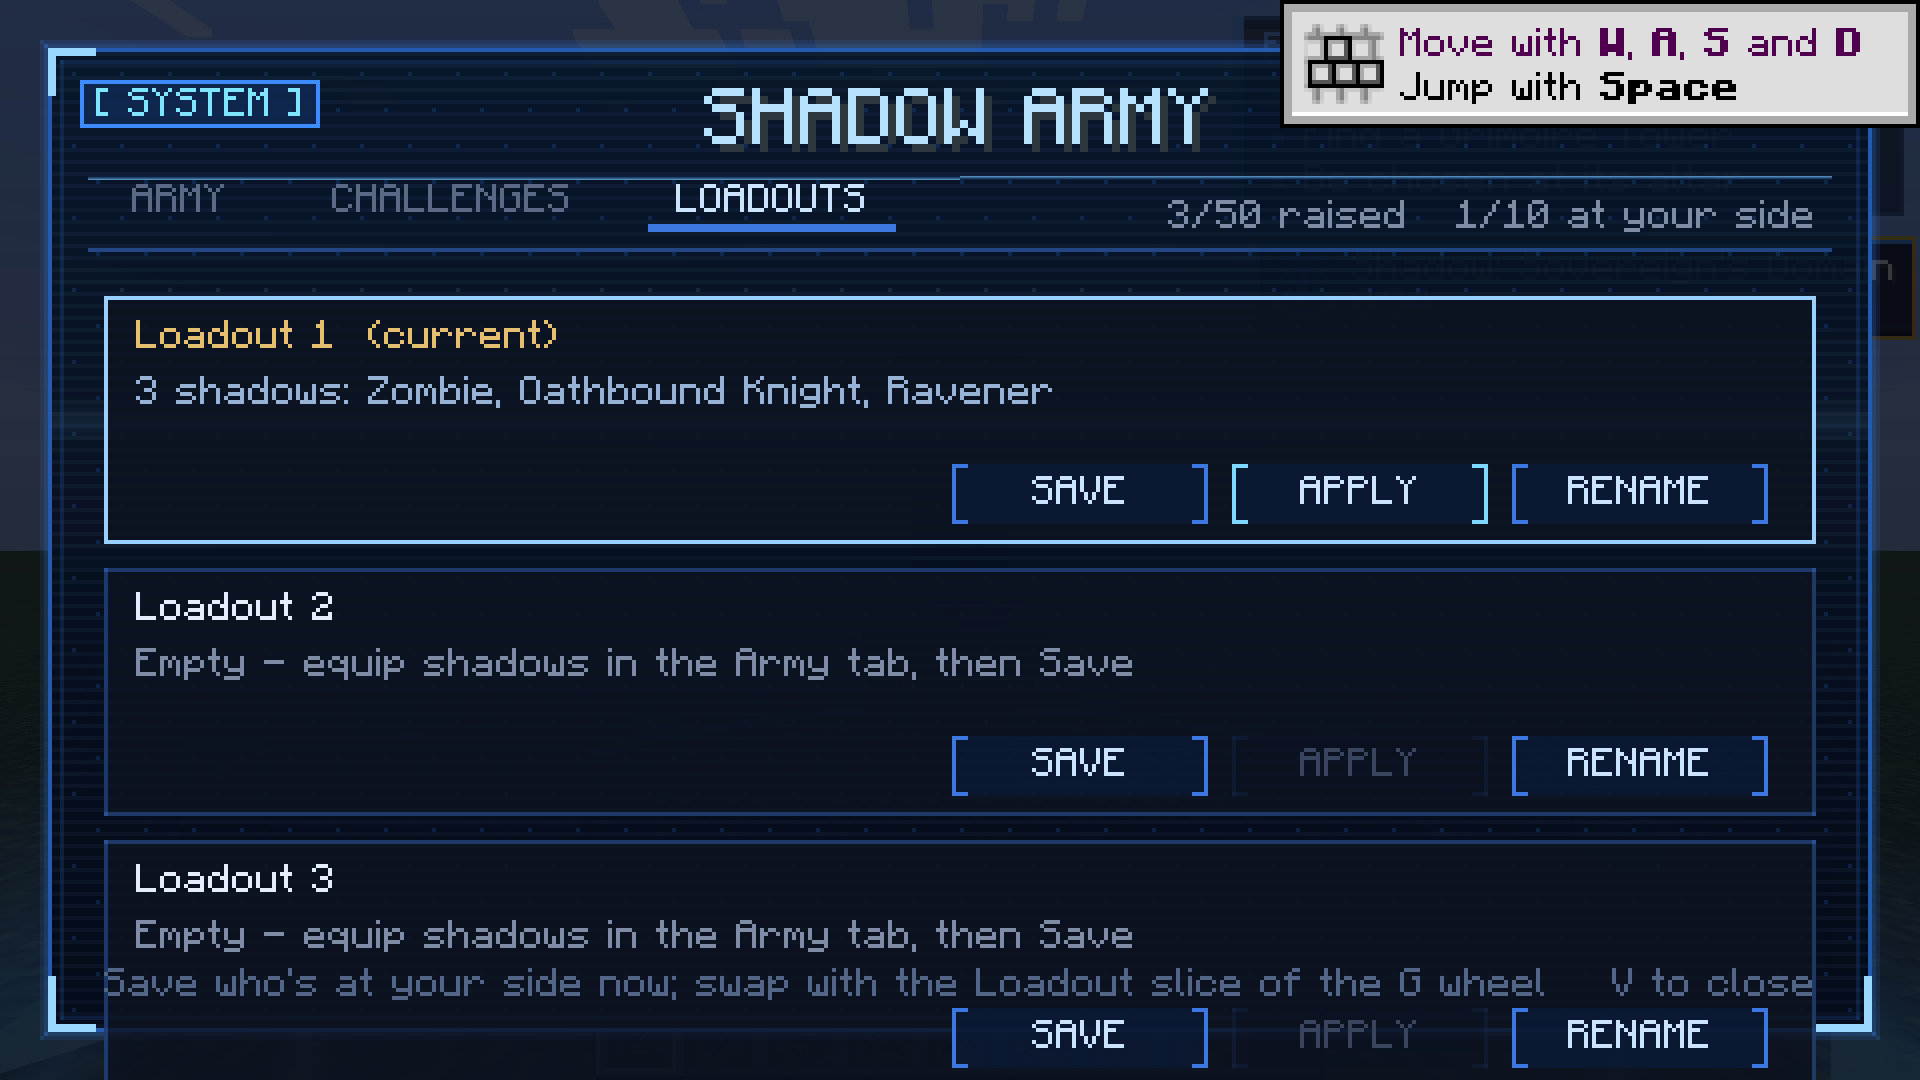 Move with W, A, S and D
Jump with Space
[ SYSTEM ]
SHADOW ARMY
ARMY CHALLENGES LOADOUTS
3/50 raised 1/10 at your side
Loadout 1 (current)
3 shadows: Zombie, Oathbound Knight, Ravener
SAVE APPLY RENAME
Loadout 2
Empty - equip shadows in the Army tab, then Save
SAVE APPLY RENAME
Loadout 3
Empty - equip shadows in the Army tab, then Save
Save who's at your side now; swap with the Loadout slice of the G wheel V to close
SAVE APPLY RENAME